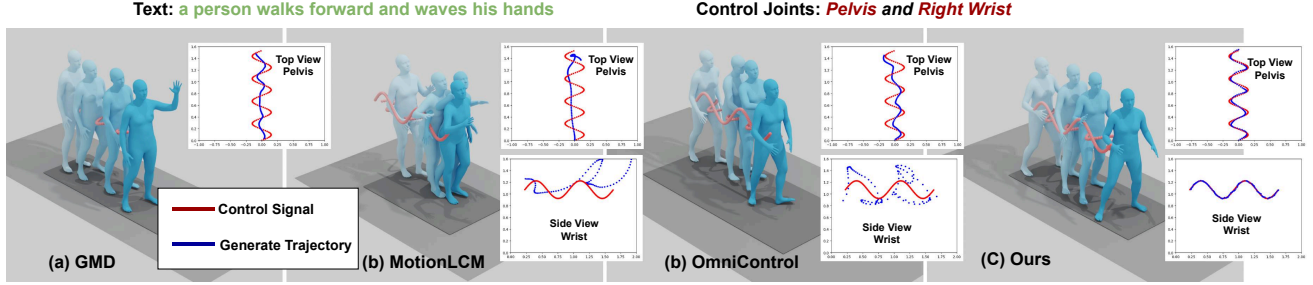 Text: a person walks forward and waves his hands
Control Joints: Pelvis and Right Wrist
Top View
Pelvis
Top View
Pelvis
Top View
Pelvis
Top View
Pelvis
Control Signal
Generate Trajectory
Side View
Wrist
Side View
Wrist
Side View
Wrist
(a) GMD
(b) MotionLCM
(b) OmniControl
(C) Ours